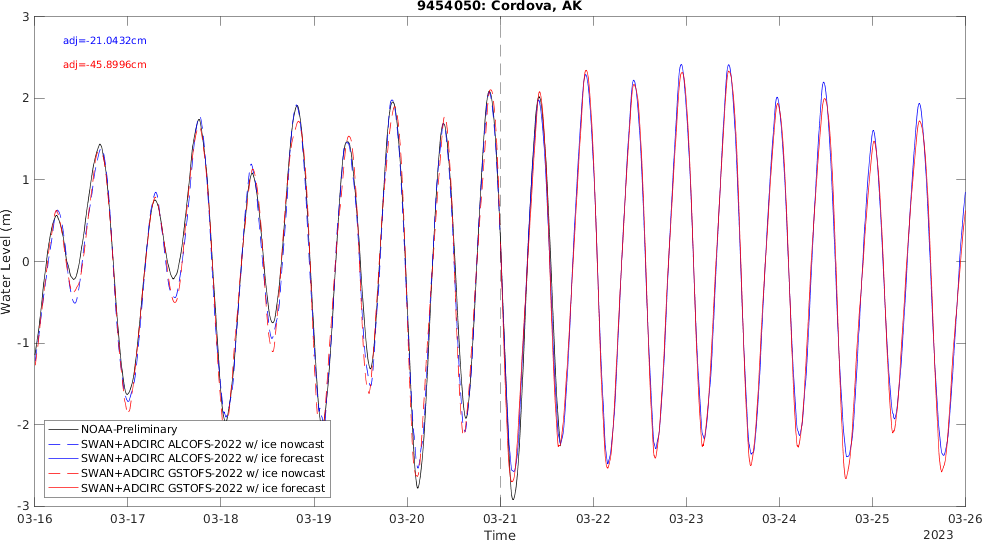 9454050: Cordova, AK
adj=-21.0432cm
adj=-45.8996cm
Water Level (m)
3
2
1
0
-1
-2
-3
NOAA-Preliminary
SWAN+ADCIRC ALCOFS-2022 w/ ice nowcast
SWAN+ADCIRC ALCOFS-2022 w/ ice forecast
SWAN+ADCIRC GSTOFS-2022 w/ ice nowcast
SWAN+ADCIRC GSTOFS-2022 w/ ice forecast
03-16 03-17 03-18 03-19 03-20 03-21 03-22 03-23 03-24 03-25 03-26
Time 2023